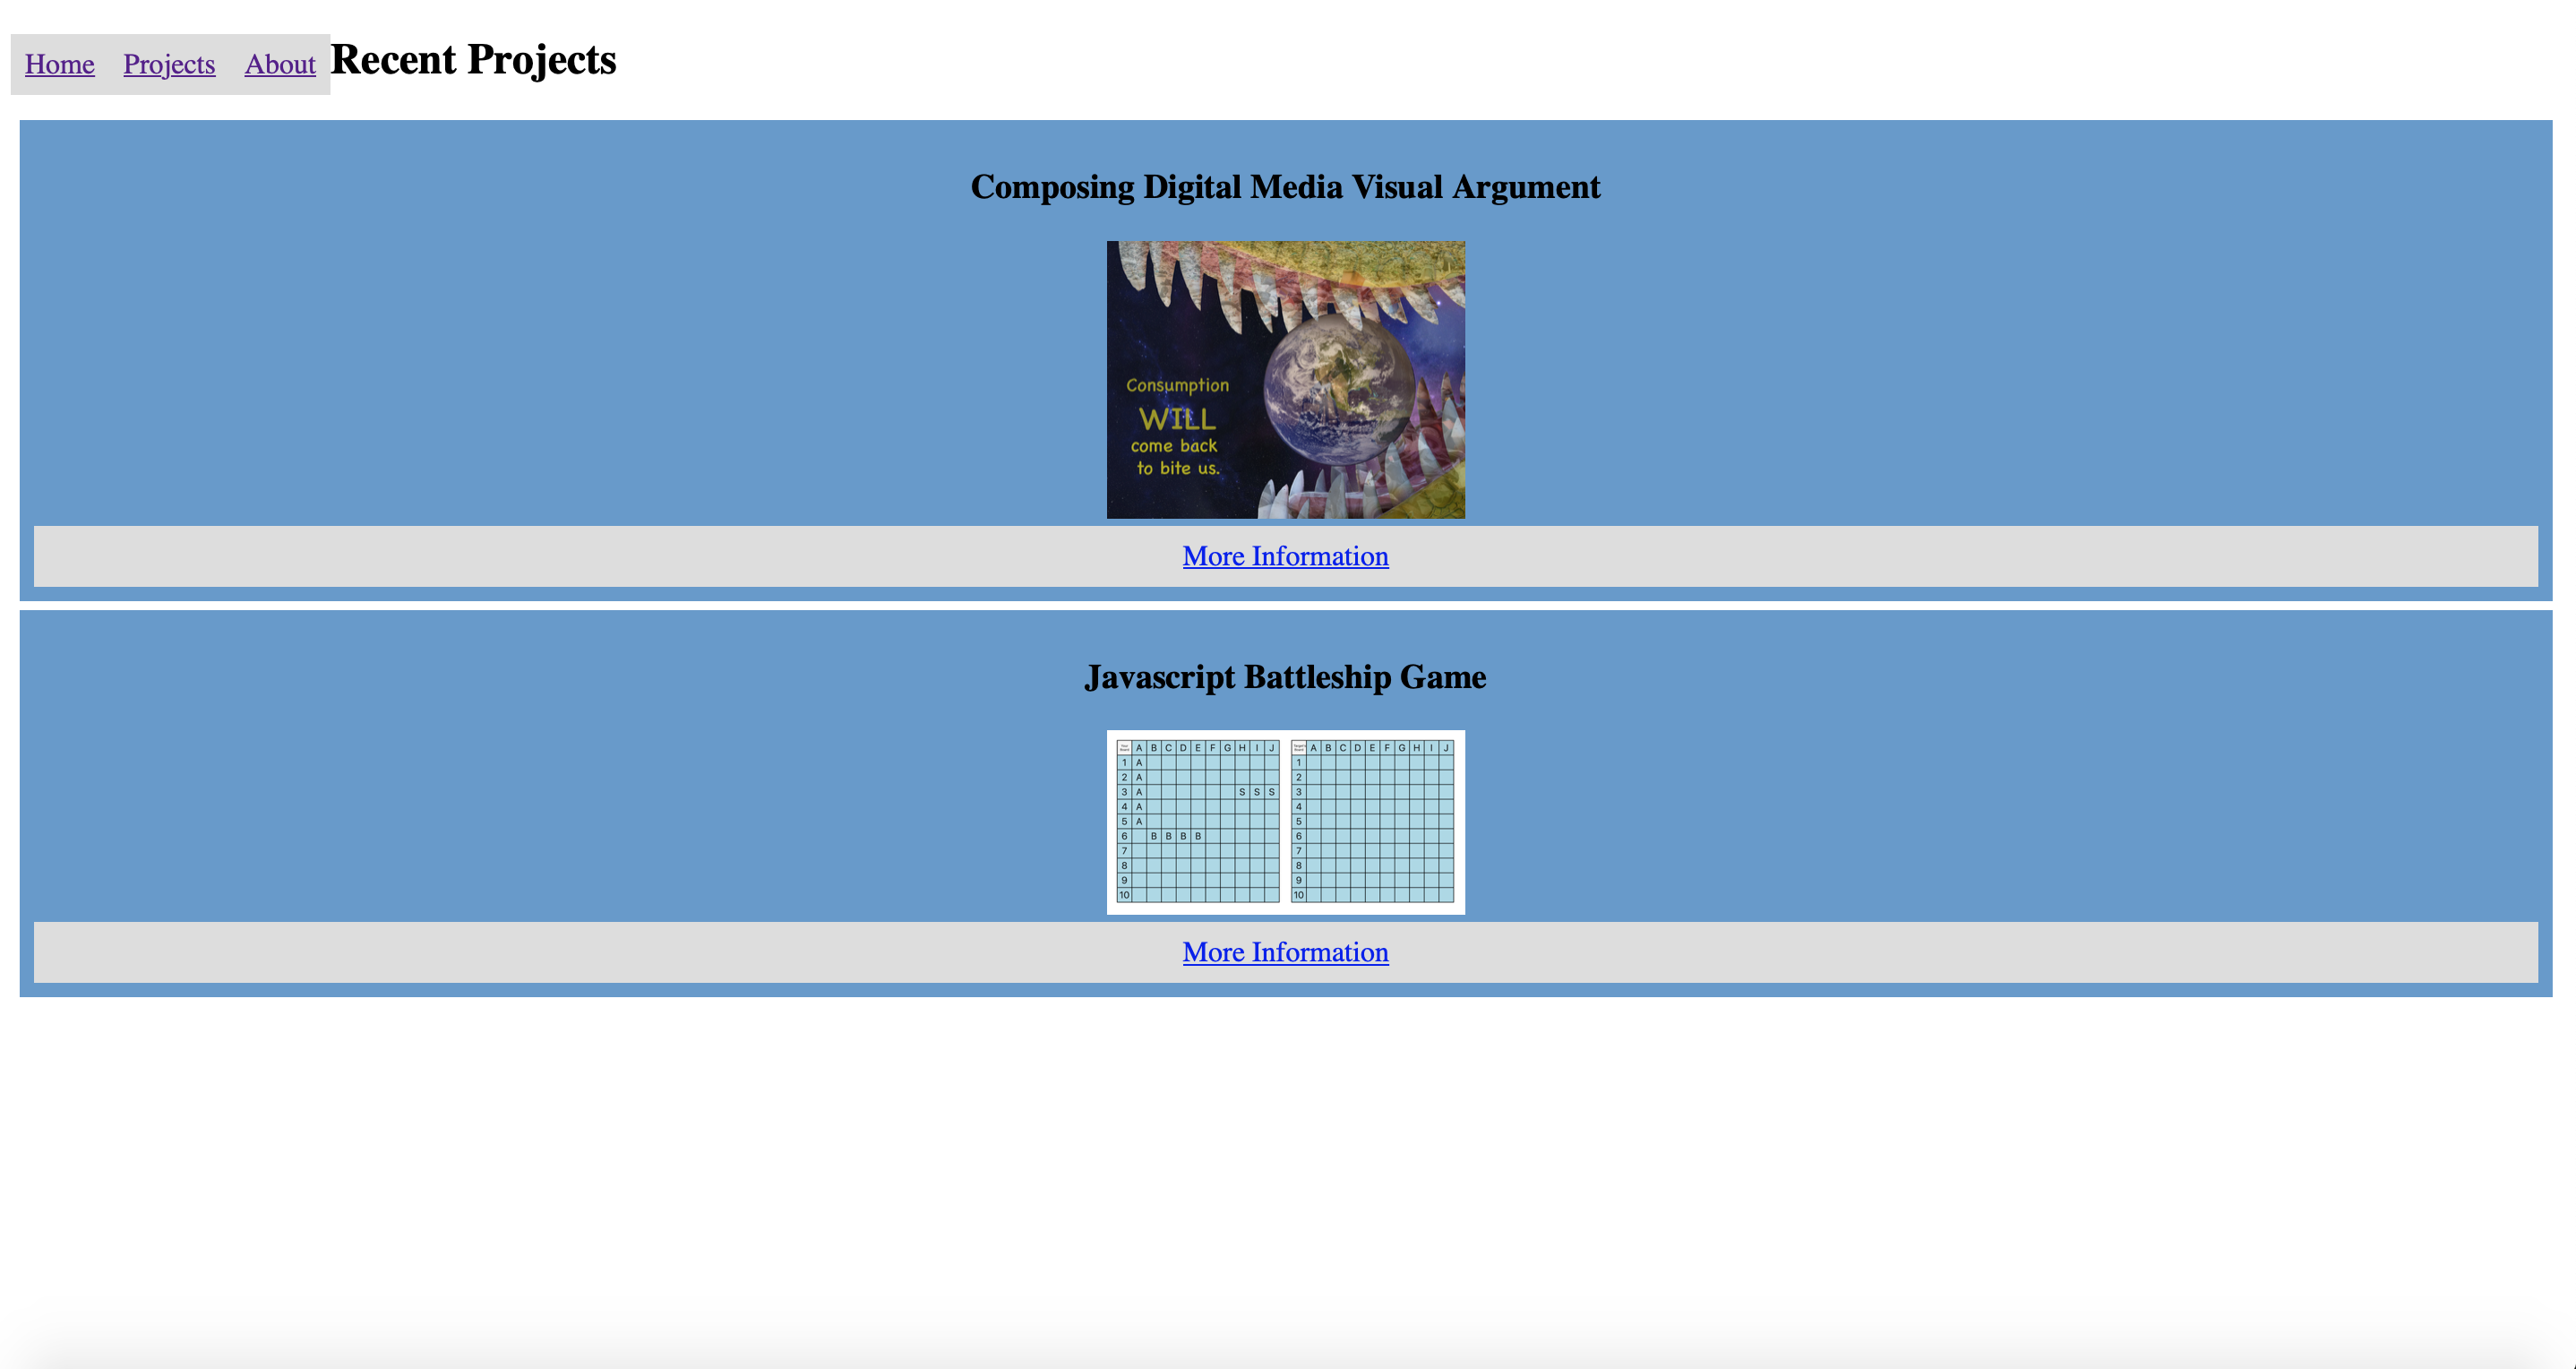 Home Projects About Recent Projects
Composing Digital Media Visual Argument
Consumption
WILL
come back
to bite us.
More Information
Javascript Battleship Game
A B C D E F G H I J
1 A
2 A
3 A S S S
4 A
5 A
6 B B B B
7
8
9
10
A B C D E F G H I J
1
2
3
4
5
6
7
8
9
10
More Information